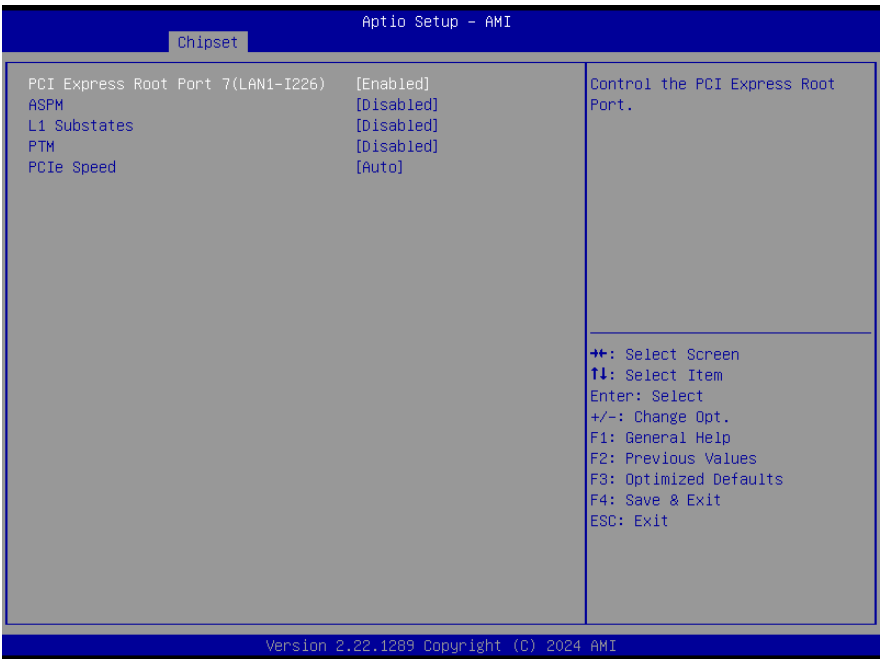 Aptio Setup – AMI
Chipset
PCI Express Root Port 7(LAN1-I226) [Enabled]
ASPM [Disabled]
L1 Substates [Disabled]
PTM [Disabled]
PCIe Speed [Auto]
Control the PCI Express Root
Port.
→←: Select Screen
↑↓: Select Item
Enter: Select
+/-: Change Opt.
F1: General Help
F2: Previous Values
F3: Optimized Defaults
F4: Save & Exit
ESC: Exit
Version 2.22.1289 Copyright (C) 2024 AMI